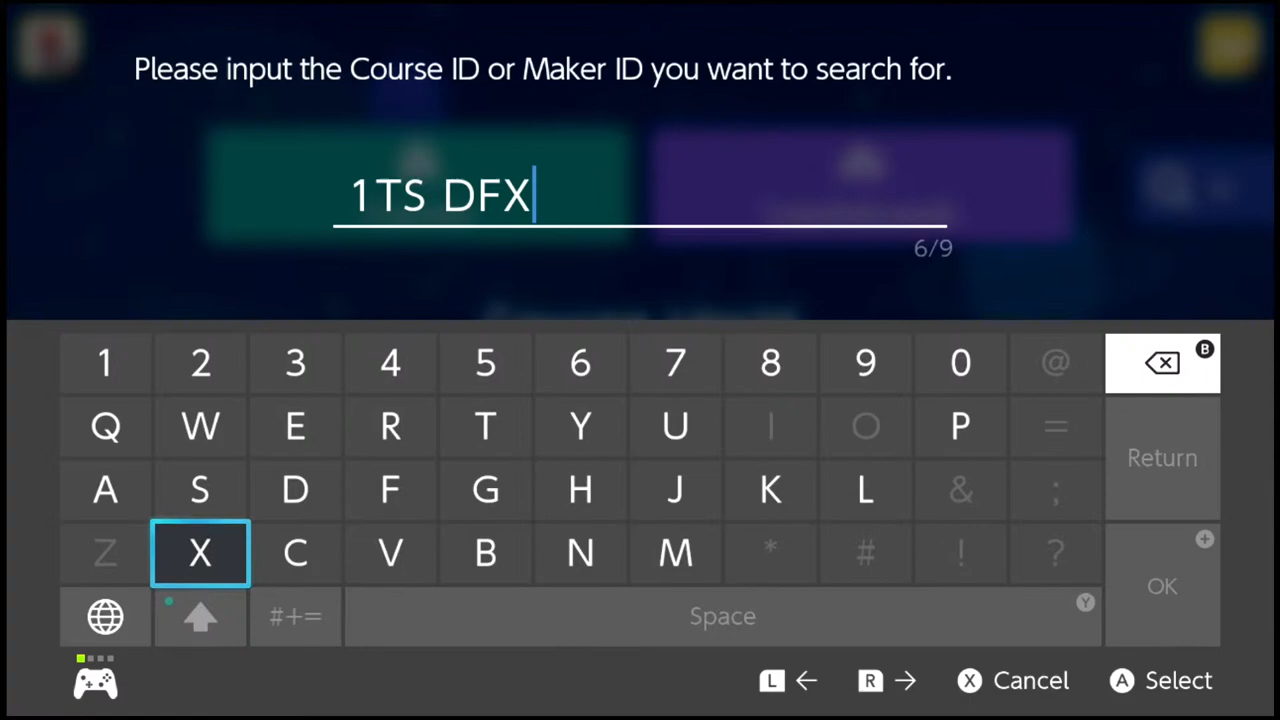 Please input the Course ID or Maker ID you want to search for.
1TS DFX
6/9
1 2 3 4 5 6 7 8 9 0 @ B
Q W E R T Y U I O P = Return
A S D F G H J K L & ;
Z X C V B N M * # ! ? + OK
#+= Space Y
L ← R → X Cancel A Select